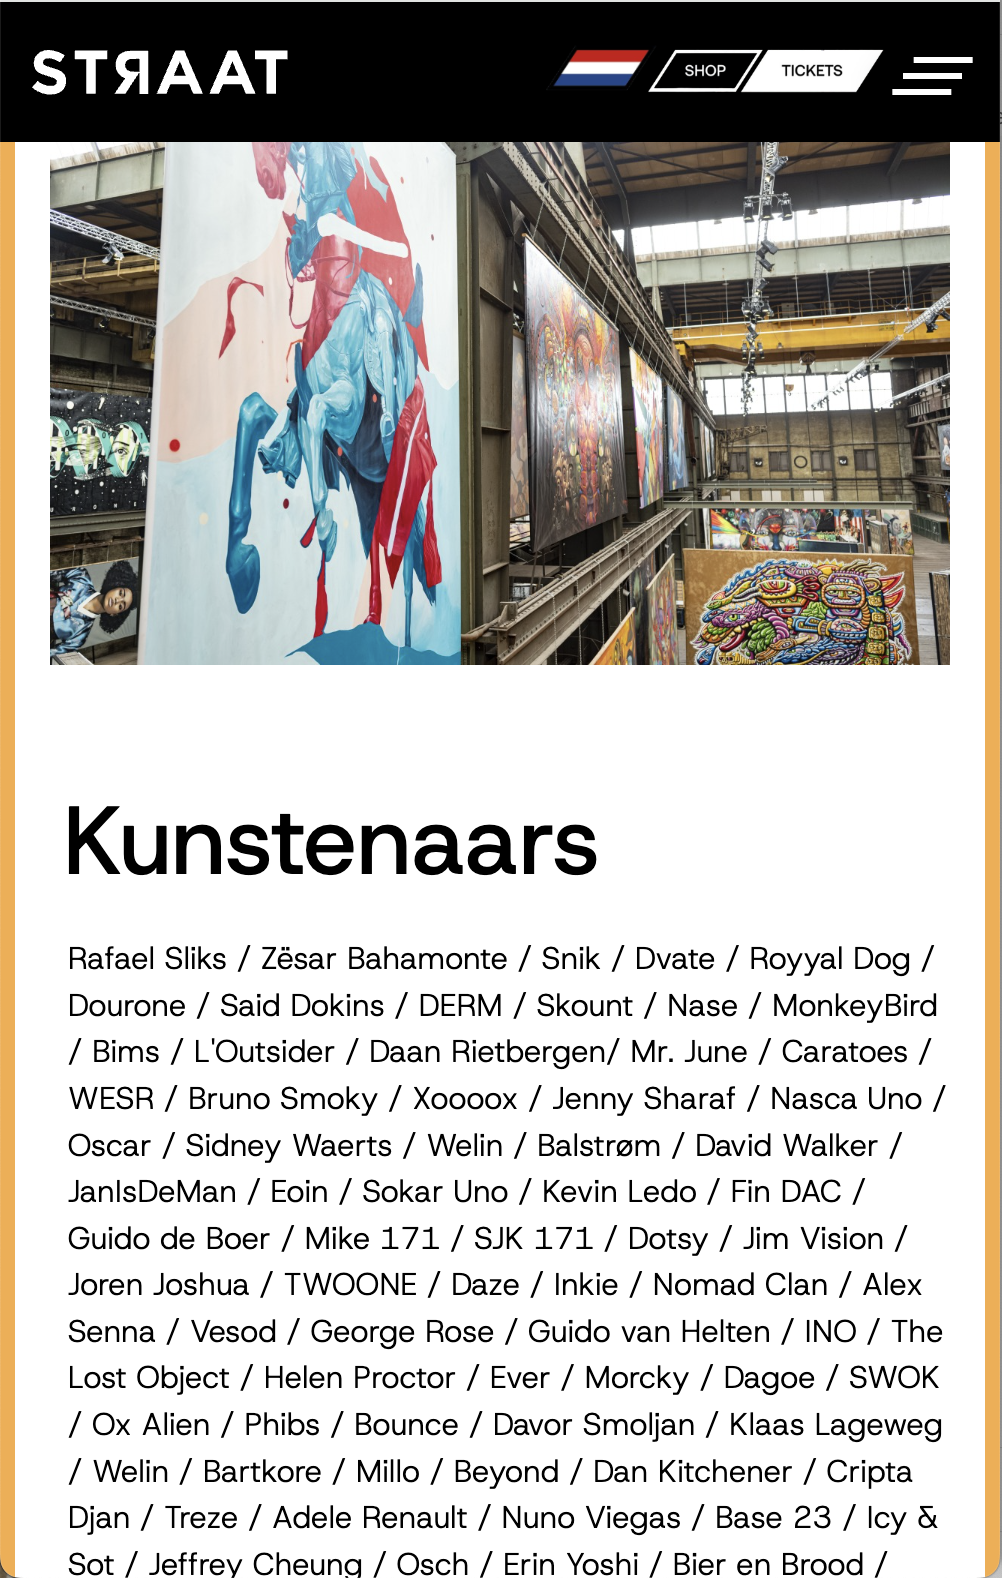 STRAAT
SHOP
TICKETS
Kunstenaars
Rafael Sliks / Zësar Bahamonte / Snik / Dvate / Royyal Dog /
Dourone / Said Dokins / DERM / Skount / Nase / MonkeyBird
/ Bims / L'Outsider / Daan Rietbergen/ Mr. June / Caratoes /
WESR / Bruno Smoky / Xoooox / Jenny Sharaf / Nasca Uno /
Oscar / Sidney Waerts / Welin / Balstrøm / David Walker /
JanIsDeMan / Eoin / Sokar Uno / Kevin Ledo / Fin DAC /
Guido de Boer / Mike 171 / SJK 171 / Dotsy / Jim Vision /
Joren Joshua / TWOONE / Daze / Inkie / Nomad Clan / Alex
Senna / Vesod / George Rose / Guido van Helten / INO / The
Lost Object / Helen Proctor / Ever / Morcky / Dagoe / SWOK
/ Ox Alien / Phibs / Bounce / Davor Smoljan / Klaas Lageweg
/ Welin / Bartkore / Millo / Beyond / Dan Kitchener / Cripta
Djan / Treze / Adele Renault / Nuno Viegas / Base 23 / Icy &
Sot / Jeffrey Cheung / Osch / Erin Yoshi / Bier en Brood /